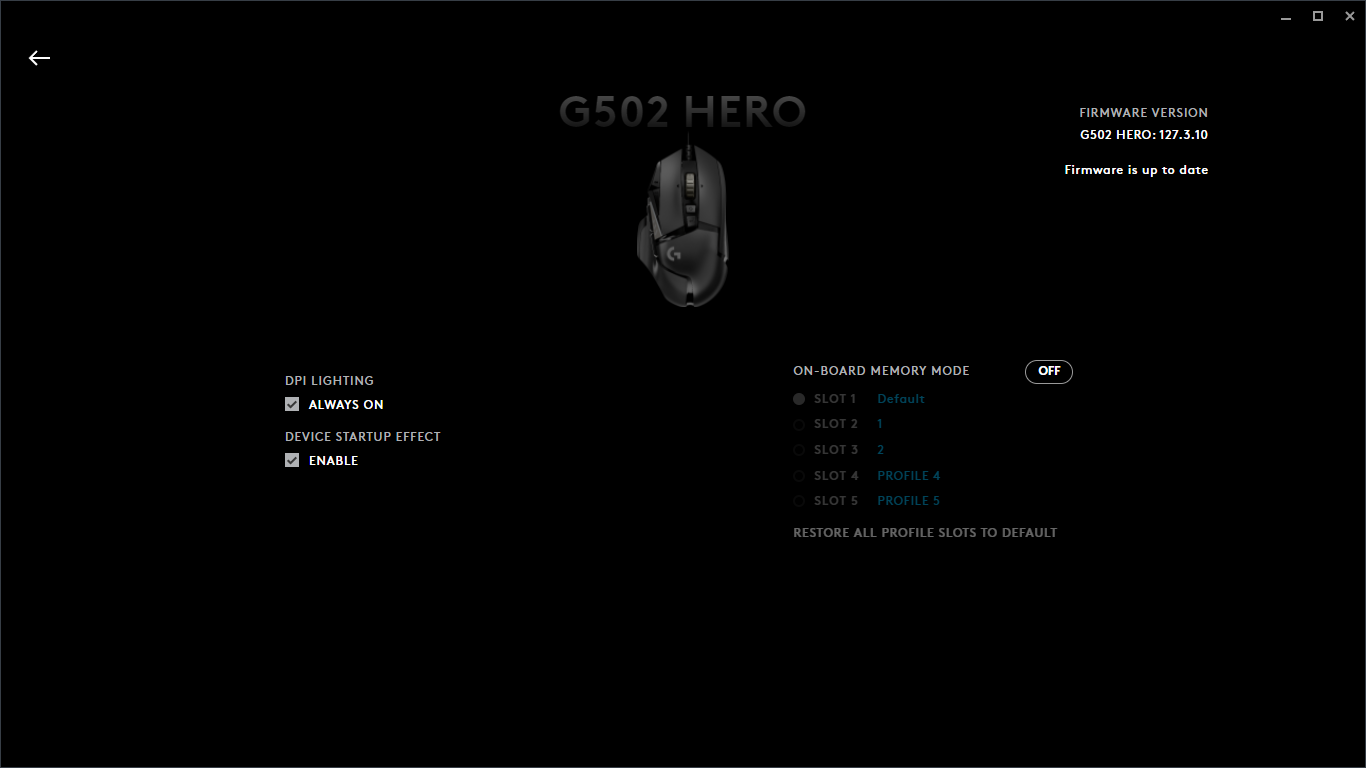 G502 HERO
FIRMWARE VERSION
G502 HERO: 127.3.10
Firmware is up to date
DPI LIGHTING
ALWAYS ON
DEVICE STARTUP EFFECT
ENABLE
ON-BOARD MEMORY MODE OFF
SLOT 1 Default
SLOT 2 1
SLOT 3 2
SLOT 4 PROFILE 4
SLOT 5 PROFILE 5
RESTORE ALL PROFILE SLOTS TO DEFAULT